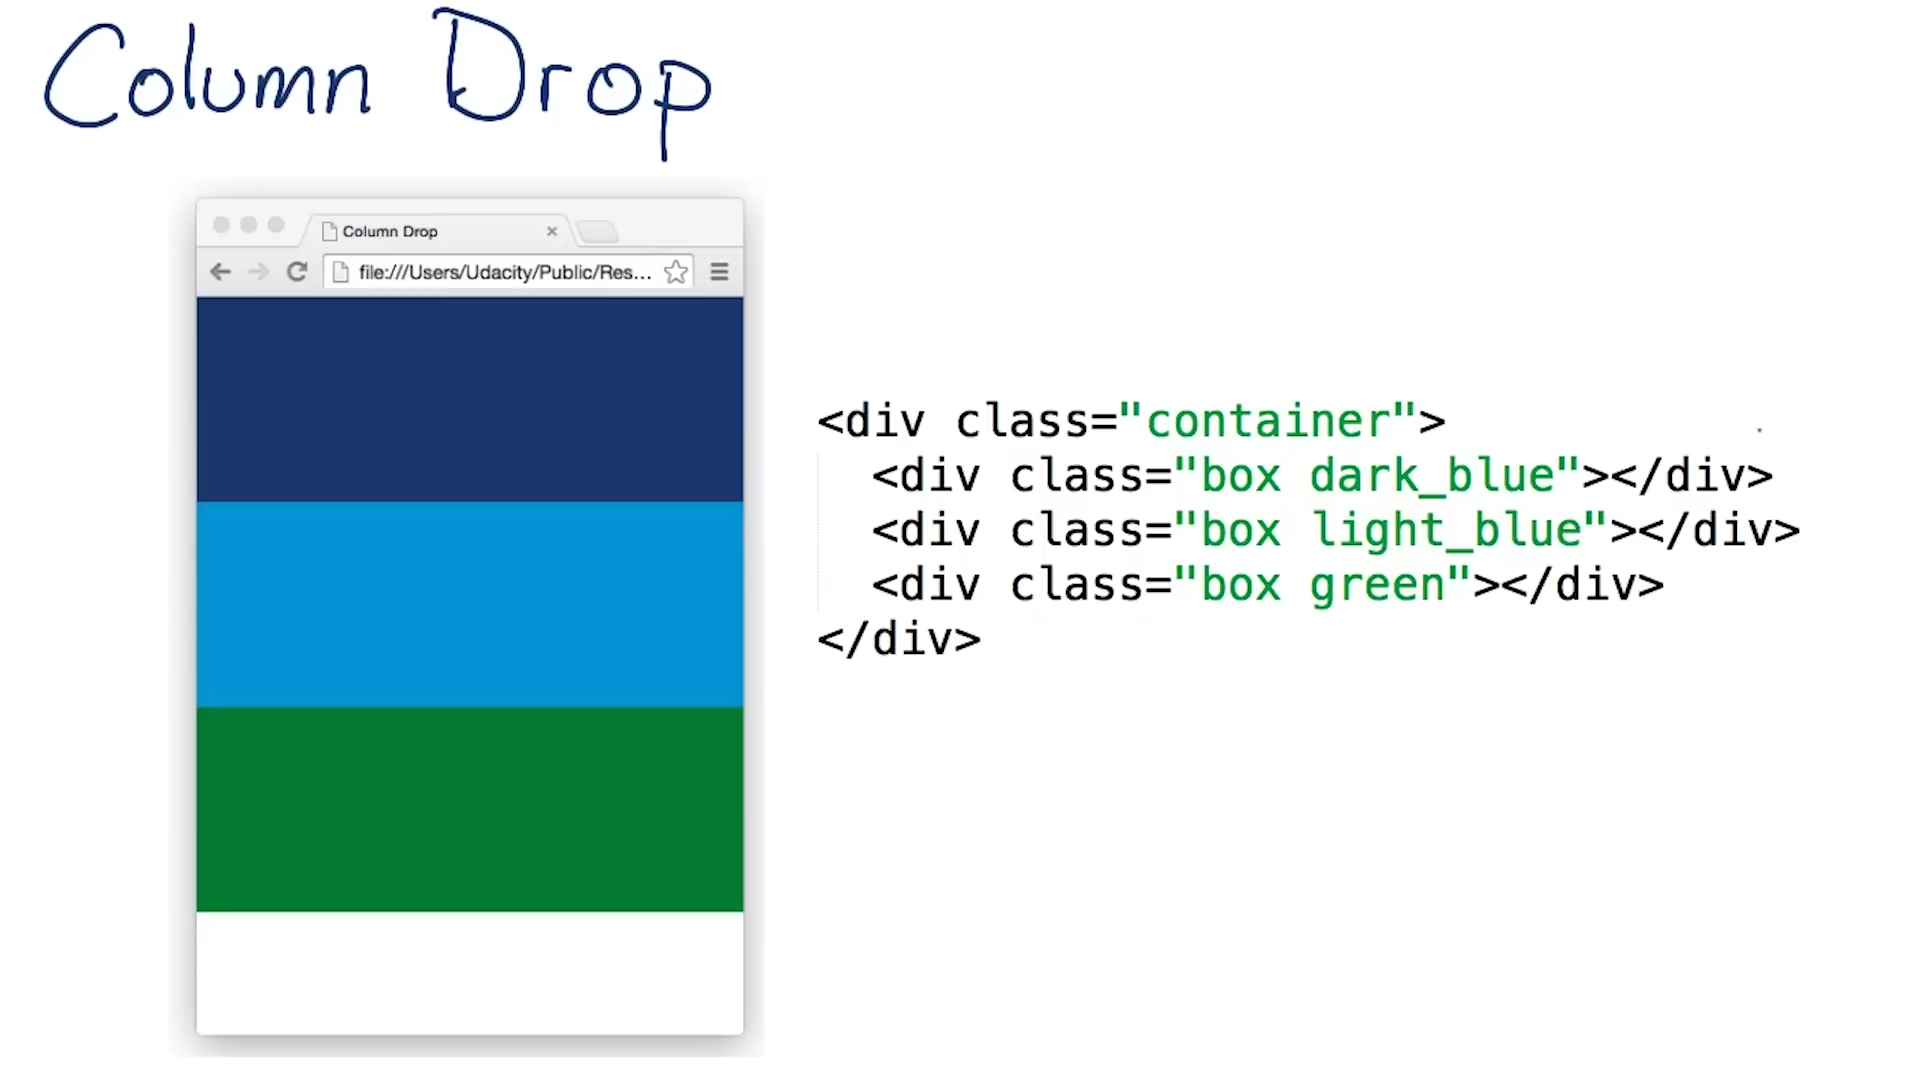 Column Drop
Column Drop
file:///Users/Udacity/Public/Res...
<div class="container">
  <div class="box dark_blue"></div>
  <div class="box light_blue"></div>
  <div class="box green"></div>
</div>